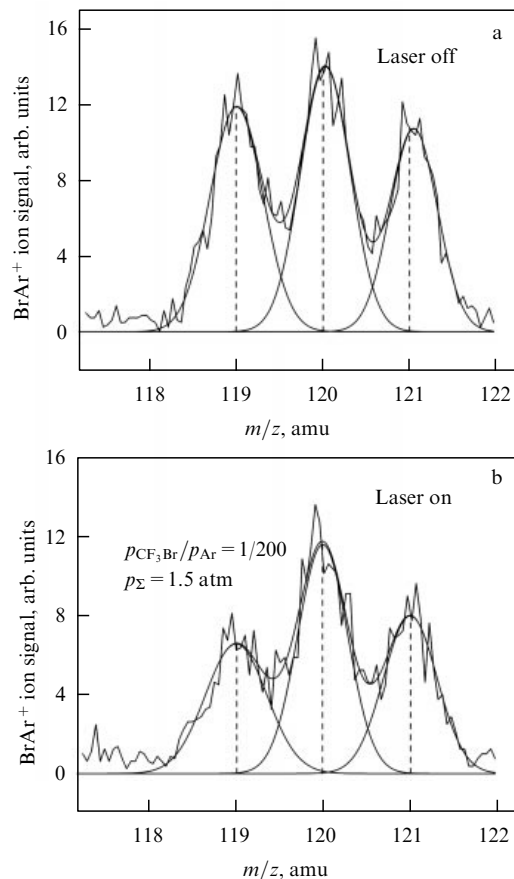 a
Laser off
BrAr⁺ ion signal, arb. units
16
12
8
4
0
118 119 120 121 122
m/z, amu
b
Laser on
p_CF₃Br/p_Ar = 1/200
p_Σ = 1.5 atm
BrAr⁺ ion signal, arb. units
16
12
8
4
0
118 119 120 121 122
m/z, amu